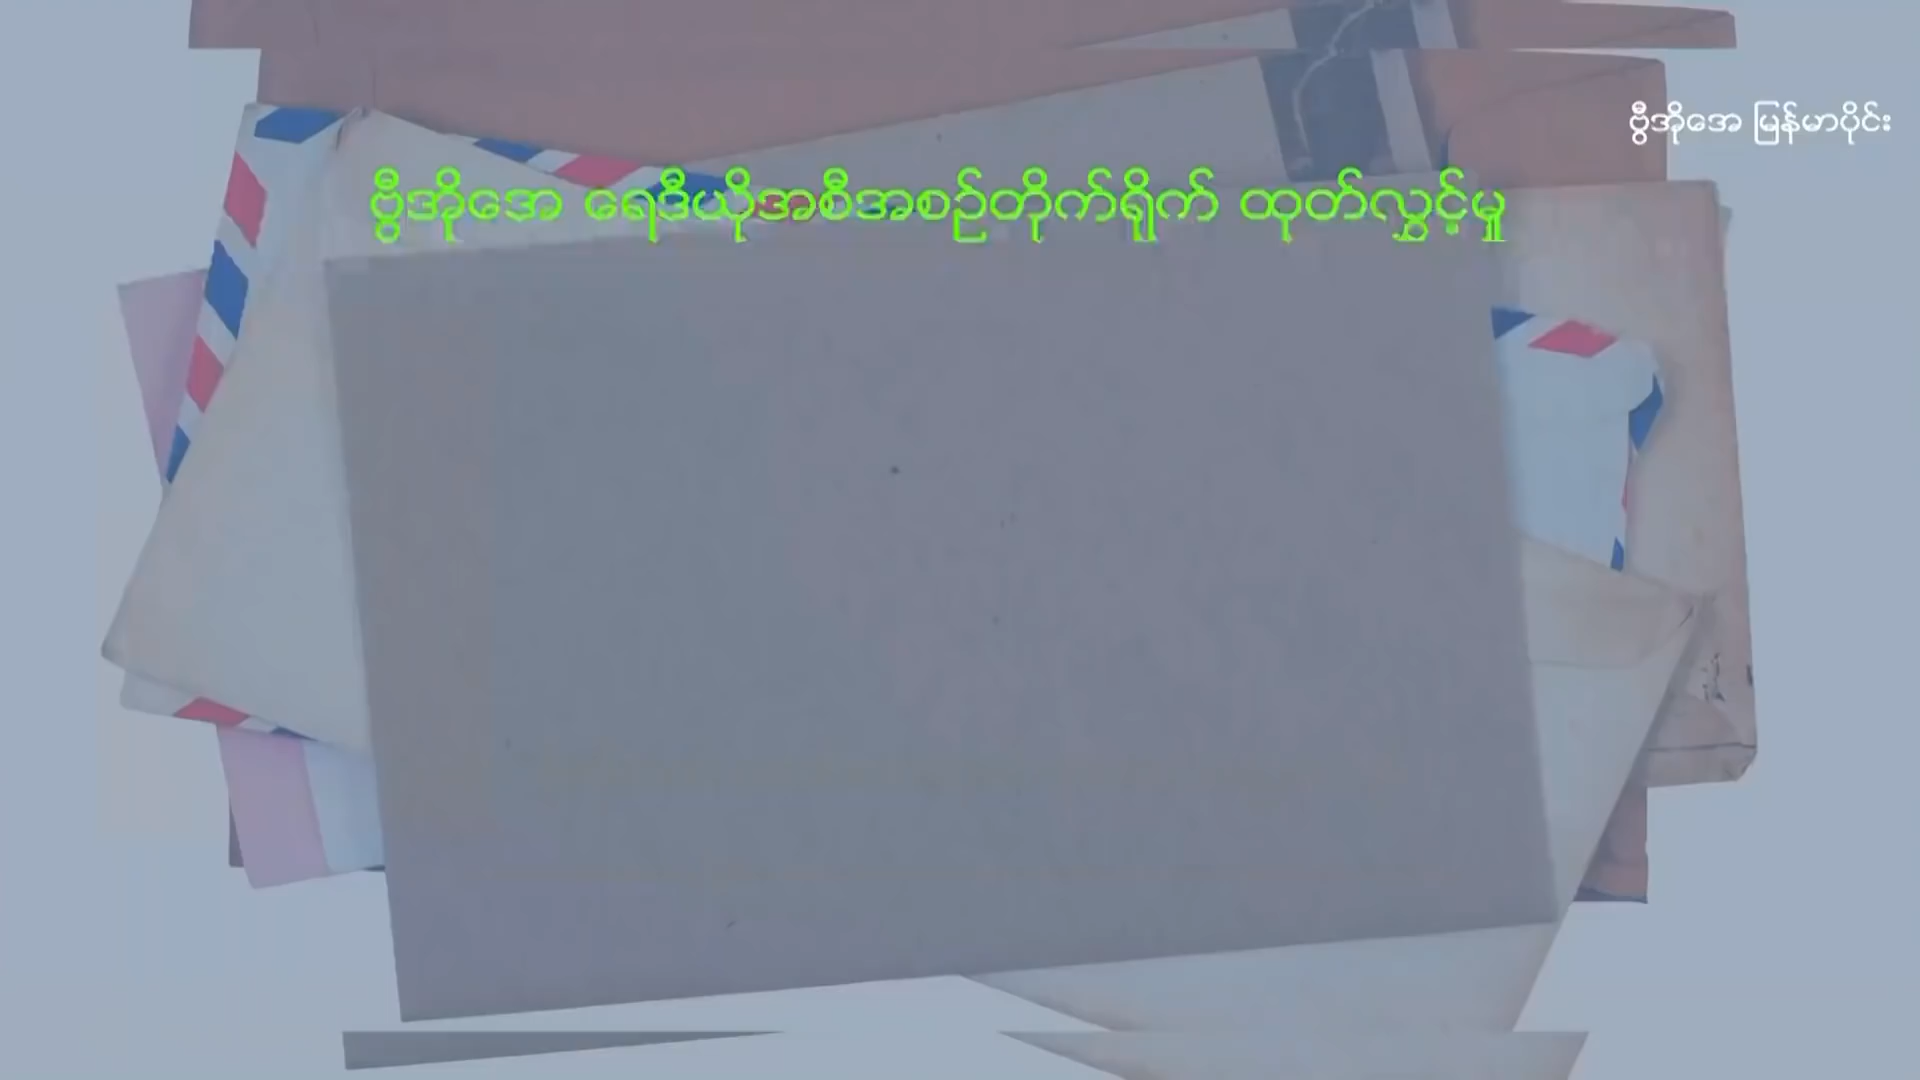 ဗွီအိုအေ မြန်မာပိုင်း
ဗွီအိုအေ ရေဒီယိုအစီအစဉ်တိုက်ရိုက် ထုတ်လွှင့်မှု